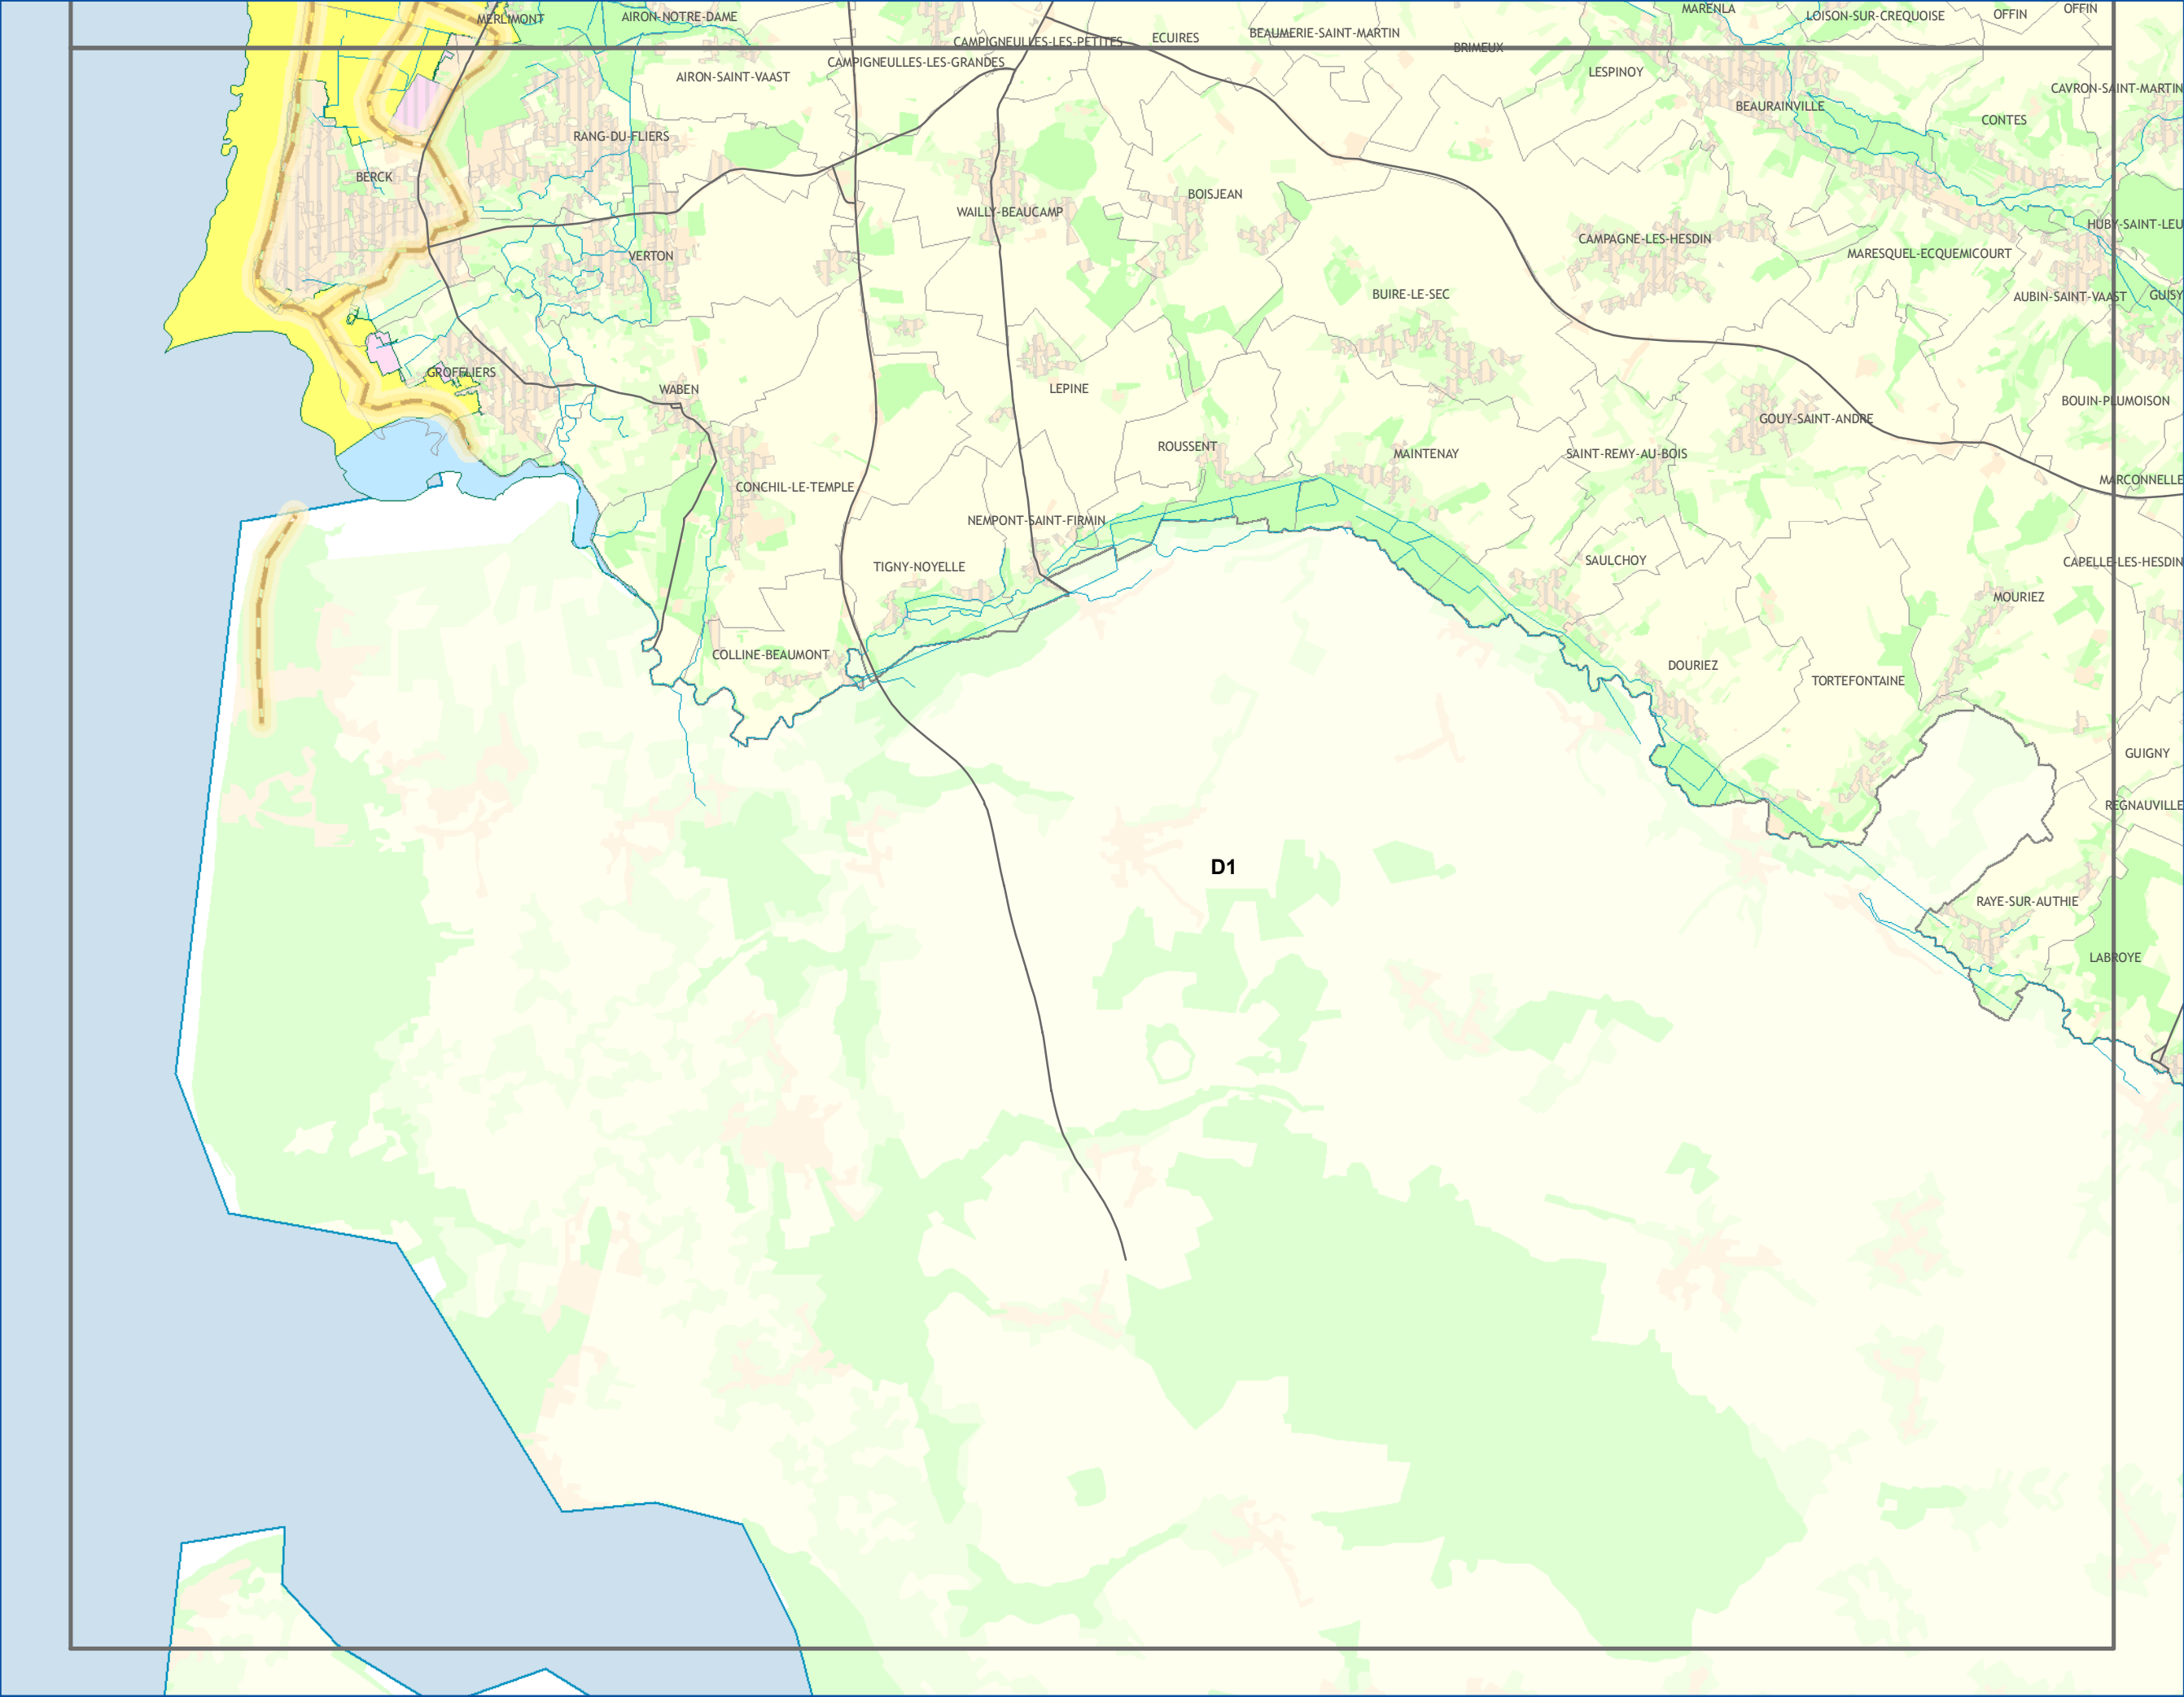 MARENLA
OFFIN
MERLIMONT
AIRON-NOTRE-DAME
LOISON-SUR-CREQUOISE
OFFIN
BEAUMERIE-SAINT-MARTIN
CAMPIGNEULLES-LES-PETITES
ECUIRES
BRIMEUX
CAMPIGNEULLES-LES-GRANDES
AIRON-SAINT-VAAST
LESPINOY
CAVRON-SAINT-MARTIN
BEAURAINVILLE
CONTES
RANG-DU-FLIERS
BERCK
BOISJEAN
WAILLY-BEAUCAMP
HUBY-SAINT-LEU
CAMPAGNE-LES-HESDIN
VERTON
MARESQUEL-ECQUEMICOURT
BUIRE-LE-SEC
AUBIN-SAINT-VAAST
GUISY
GROFFLIERS
WABEN
LEPINE
BOUIN-PLUMOISON
GOUY-SAINT-ANDRE
ROUSSENT
MAINTENAY
SAINT-REMY-AU-BOIS
MARCONNELLE
CONCHIL-LE-TEMPLE
NEMPONT-SAINT-FIRMIN
TIGNY-NOYELLE
SAULCHOY
CAPELLE-LES-HESDIN
MOURIEZ
COLLINE-BEAUMONT
DOURIEZ
TORTEFONTAINE
GUIGNY
REGNAUVILLE
D1
RAYE-SUR-AUTHIE
LABROYE